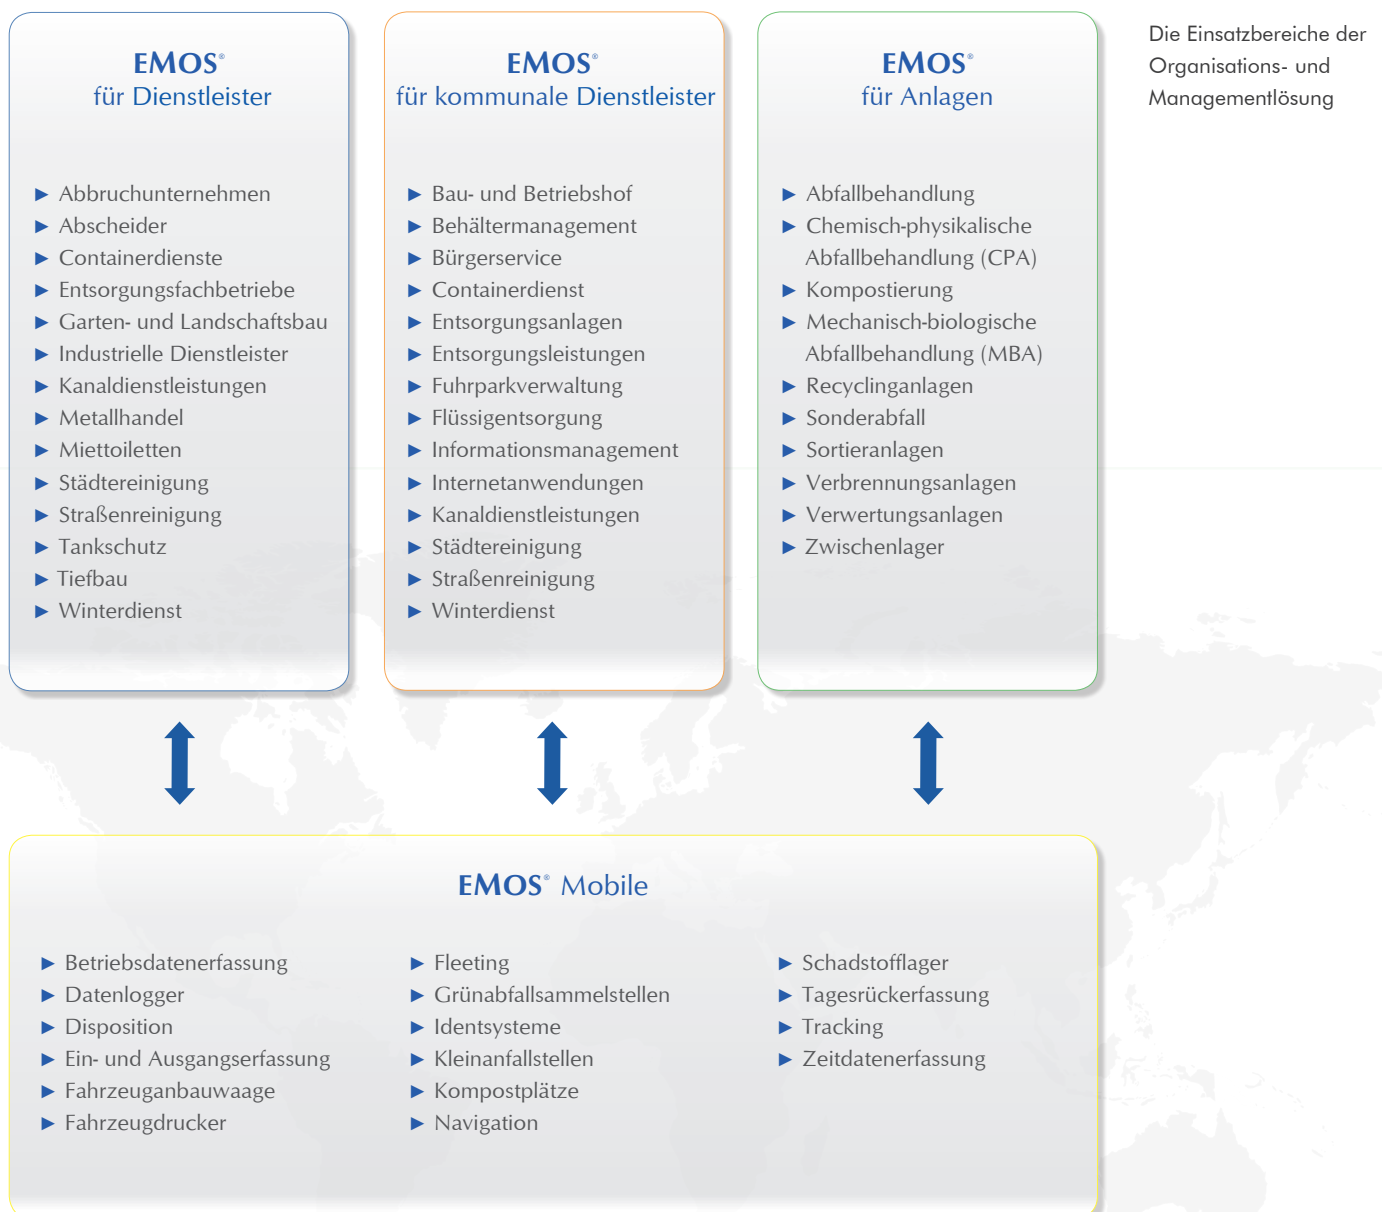 EMOS®
für Dienstleister
► Abbruchunternehmen
► Abscheider
► Containerdienste
► Entsorgungsfachbetriebe
► Garten- und Landschaftsbau
► Industrielle Dienstleister
► Kanaldienstleistungen
► Metallhandel
► Miettoiletten
► Städtereinigung
► Straßenreinigung
► Tankschutz
► Tiefbau
► Winterdienst
EMOS®
für kommunale Dienstleister
► Bau- und Betriebshof
► Behältermanagement
► Bürgerservice
► Containerdienst
► Entsorgungsanlagen
► Entsorgungsleistungen
► Fuhrparkverwaltung
► Flüssigentsorgung
► Informationsmanagement
► Internetanwendungen
► Kanaldienstleistungen
► Städtereinigung
► Straßenreinigung
► Winterdienst
EMOS®
für Anlagen
► Abfallbehandlung
► Chemisch-physikalische
Abfallbehandlung (CPA)
► Kompostierung
► Mechanisch-biologische
Abfallbehandlung (MBA)
► Recyclinganlagen
► Sonderabfall
► Sortieranlagen
► Verbrennungsanlagen
► Verwertungsanlagen
► Zwischenlager
Die Einsatzbereiche der
Organisations- und
Managementlösung
EMOS® Mobile
► Betriebsdatenerfassung
► Datenlogger
► Disposition
► Ein- und Ausgangserfassung
► Fahrzeuganbauwaage
► Fahrzeugdrucker
► Fleeting
► Grünabfallsammelstellen
► Identsysteme
► Kleinanfallstellen
► Kompostplätze
► Navigation
► Schadstofflager
► Tagesrückerfassung
► Tracking
► Zeitdatenerfassung